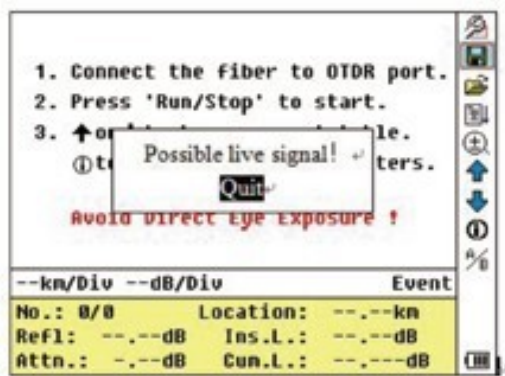 1. Connect the fiber to OTDR port.
2. Press 'Run/Stop' to start.
3. ↑or
Possible live signal! ↵
Quit↵
ters.
Avoid Direct Eye Exposure !
A/B
--km/Div --dB/Div Event
No.: 0/0 Location: --.--km
Refl: --.--dB Ins.L.: --.--dB
Attn.: -.--dB Cum.L.: --.--dB